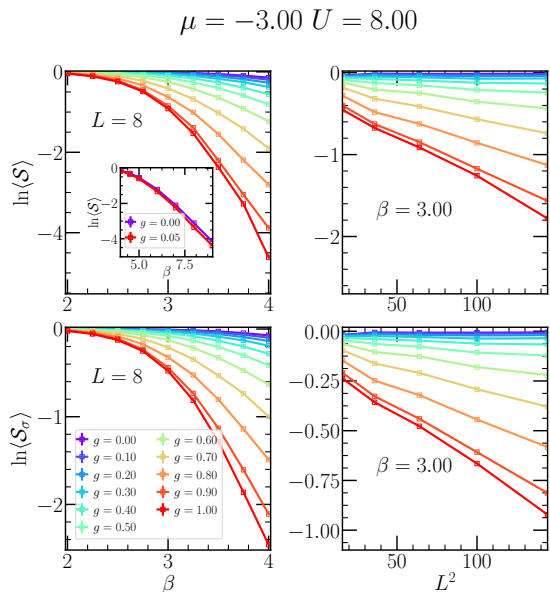 μ = −3.00 U = 8.00
ln⟨S⟩
0
−2
−4
2
3
4
L = 8
ln⟨S⟩
0
−2
−4
5.0
7.5
β
g = 0.00
g = 0.05
0
−1
−2
50
100
β = 3.00
ln⟨S_σ⟩
0
−1
−2
2
3
4
β
L = 8
g = 0.00
g = 0.10
g = 0.20
g = 0.30
g = 0.40
g = 0.50
g = 0.60
g = 0.70
g = 0.80
g = 0.90
g = 1.00
0.00
−0.25
−0.50
−0.75
−1.00
50
100
L²
β = 3.00